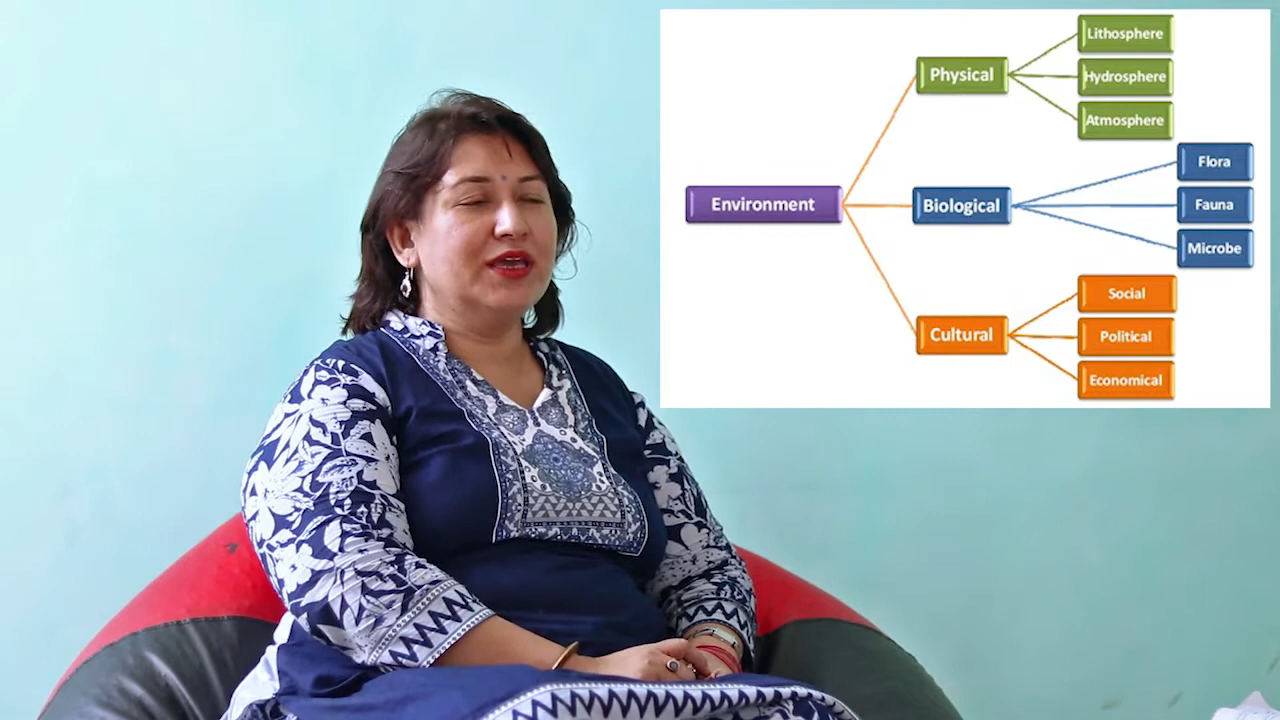 Environment
Physical
Lithosphere
Hydrosphere
Atmosphere
Biological
Flora
Fauna
Microbe
Cultural
Social
Political
Economical